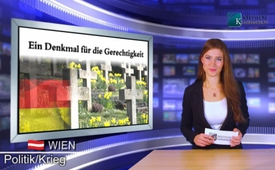 Ein Denkmal für die Gerechtigkeit
WIEN
Politik/Krieg